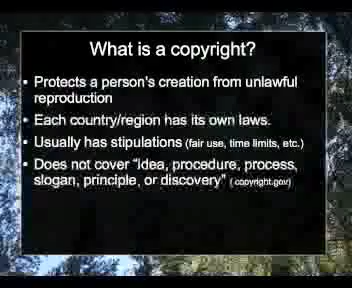 What is a copyright?
• Protects a person's creation from unlawful
reproduction
• Each country/region has its own laws.
• Usually has stipulations (fair use, time limits, etc.)
• Does not cover "Idea, procedure, process,
slogan, principle, or discovery" ( copyright.gov)